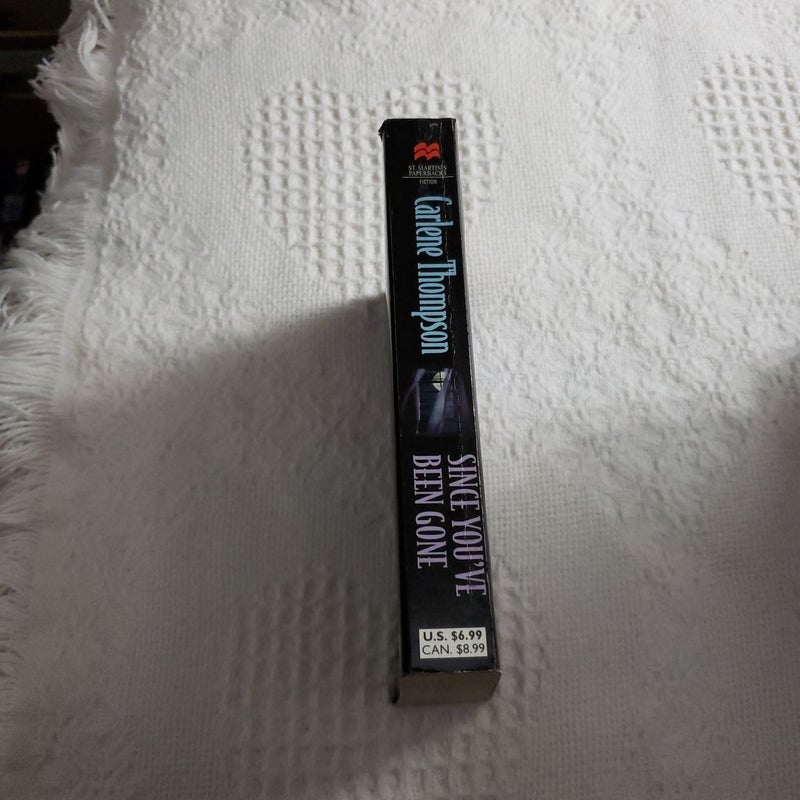 ST. MARTIN'S
PAPERBACKS
FICTION
Carlene Thompson
SINCE YOU'VE
BEEN GONE
U.S. $6.99
CAN. $8.99